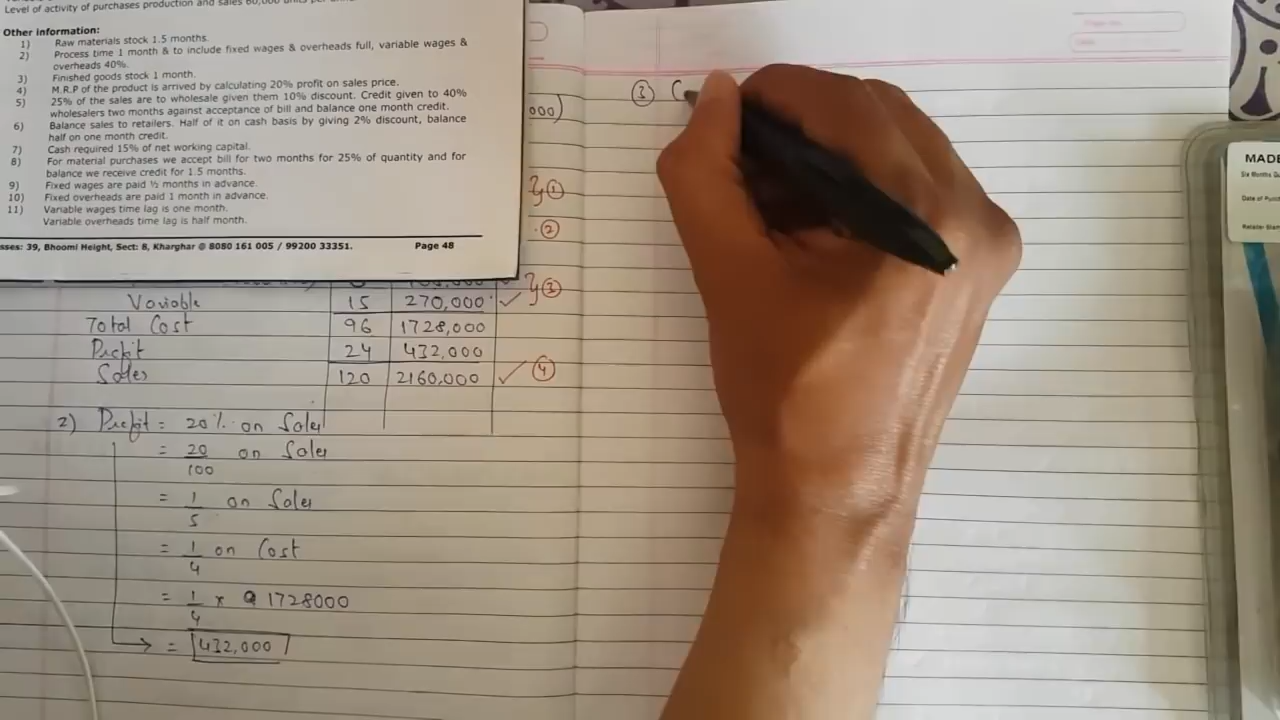 Level of activity of purchases production and sales 60,000 units per
Other information:
1) Raw materials stock 1.5 months.
2) Process time 1 month & to include fixed wages & overheads full, variable wages &
overheads 40%.
3) Finished goods stock 1 month.
4) M.R.P of the product is arrived by calculating 20% profit on sales price.
5) 25% of the sales are to wholesale given them 10% discount. Credit given to 40%
wholesalers two months against acceptance of bill and balance one month credit.
6) Balance sales to retailers. Half of it on cash basis by giving 2% discount, balance
half on one month credit.
7) Cash required 15% of net working capital.
8) For material purchases we accept bill for two months for 25% of quantity and for
balance we receive credit for 1.5 months.
9) Fixed wages are paid ½ months in advance.
10) Fixed overheads are paid 1 month in advance.
11) Variable wages time lag is one month.
Variable overheads time lag is half month.
sses: 39, Bhoomi Height, Sect: 8, Kharghar @ 8080 161 005 / 99200 33351. Page 48
000)
} ①
② 
} ③
Variable 15 270,000 ✓
Total Cost 96 1728,000
Profit 24 432,000
Sales 120 2160,000 ✓ ④
2) Profit = 20% on Sales
= 20/100 on Sales
= 1/5 on Sales
= 1/4 on Cost
= 1/4 × 1728000
= 432,000
③ C
MADE
Six Months
Date of